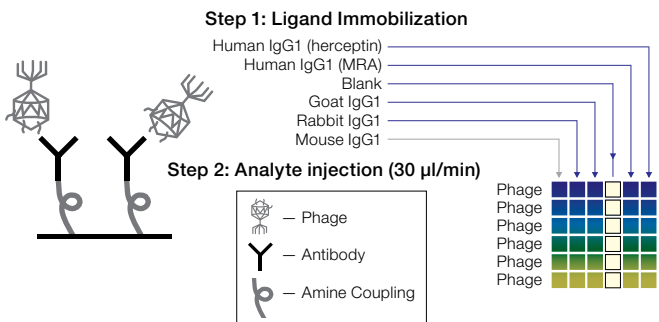 Step 1: Ligand Immobilization
Human IgG1 (herceptin)
Human IgG1 (MRA)
Blank
Goat IgG1
Rabbit IgG1
Mouse IgG1
Step 2: Analyte injection (30 µl/min)
Phage
Phage
Phage
Phage
Phage
Phage
— Phage
— Antibody
— Amine Coupling